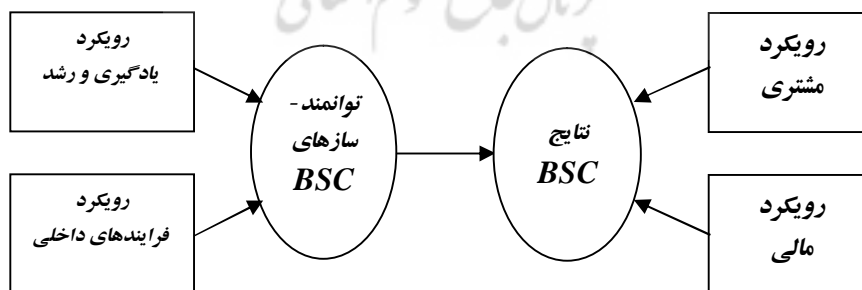 رویکرد
یادگیری و رشد
رویکرد
فرایندهای داخلی
توانمند-
سازهای
BSC
نتایج
BSC
رویکرد
مشتری
رویکرد
مالی